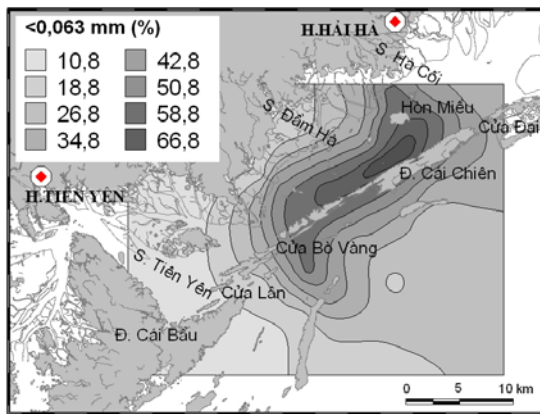 <0,063 mm (%)
10,8
18,8
26,8
34,8
42,8
50,8
58,8
66,8
H.HẢI HÀ
S. Hà Cối
Hòn Miều
S. Đầm Hà
Cửa Đại
Đ. Cái Chiên
H.TIÊN YÊN
Cửa Bò Vàng
S. Tiên Yên
Cửa Lân
Đ. Cái Bầu
0 5 10 km